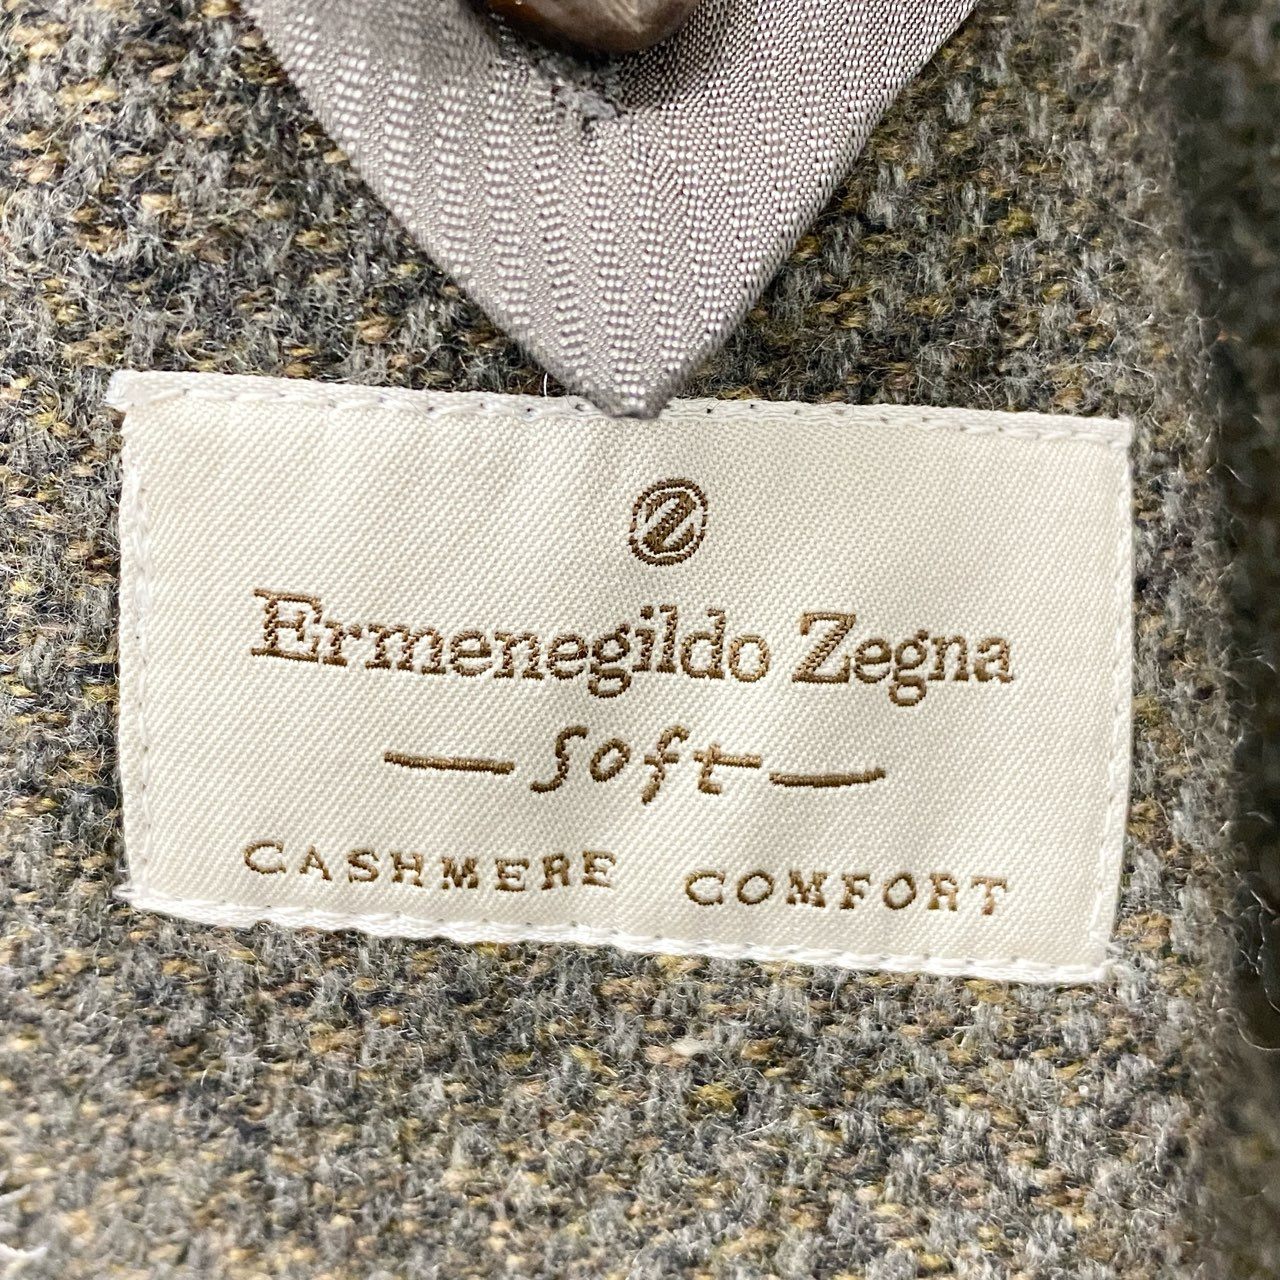 Z
Ermenegildo Zegna
Soft
CASHMERE COMFORT